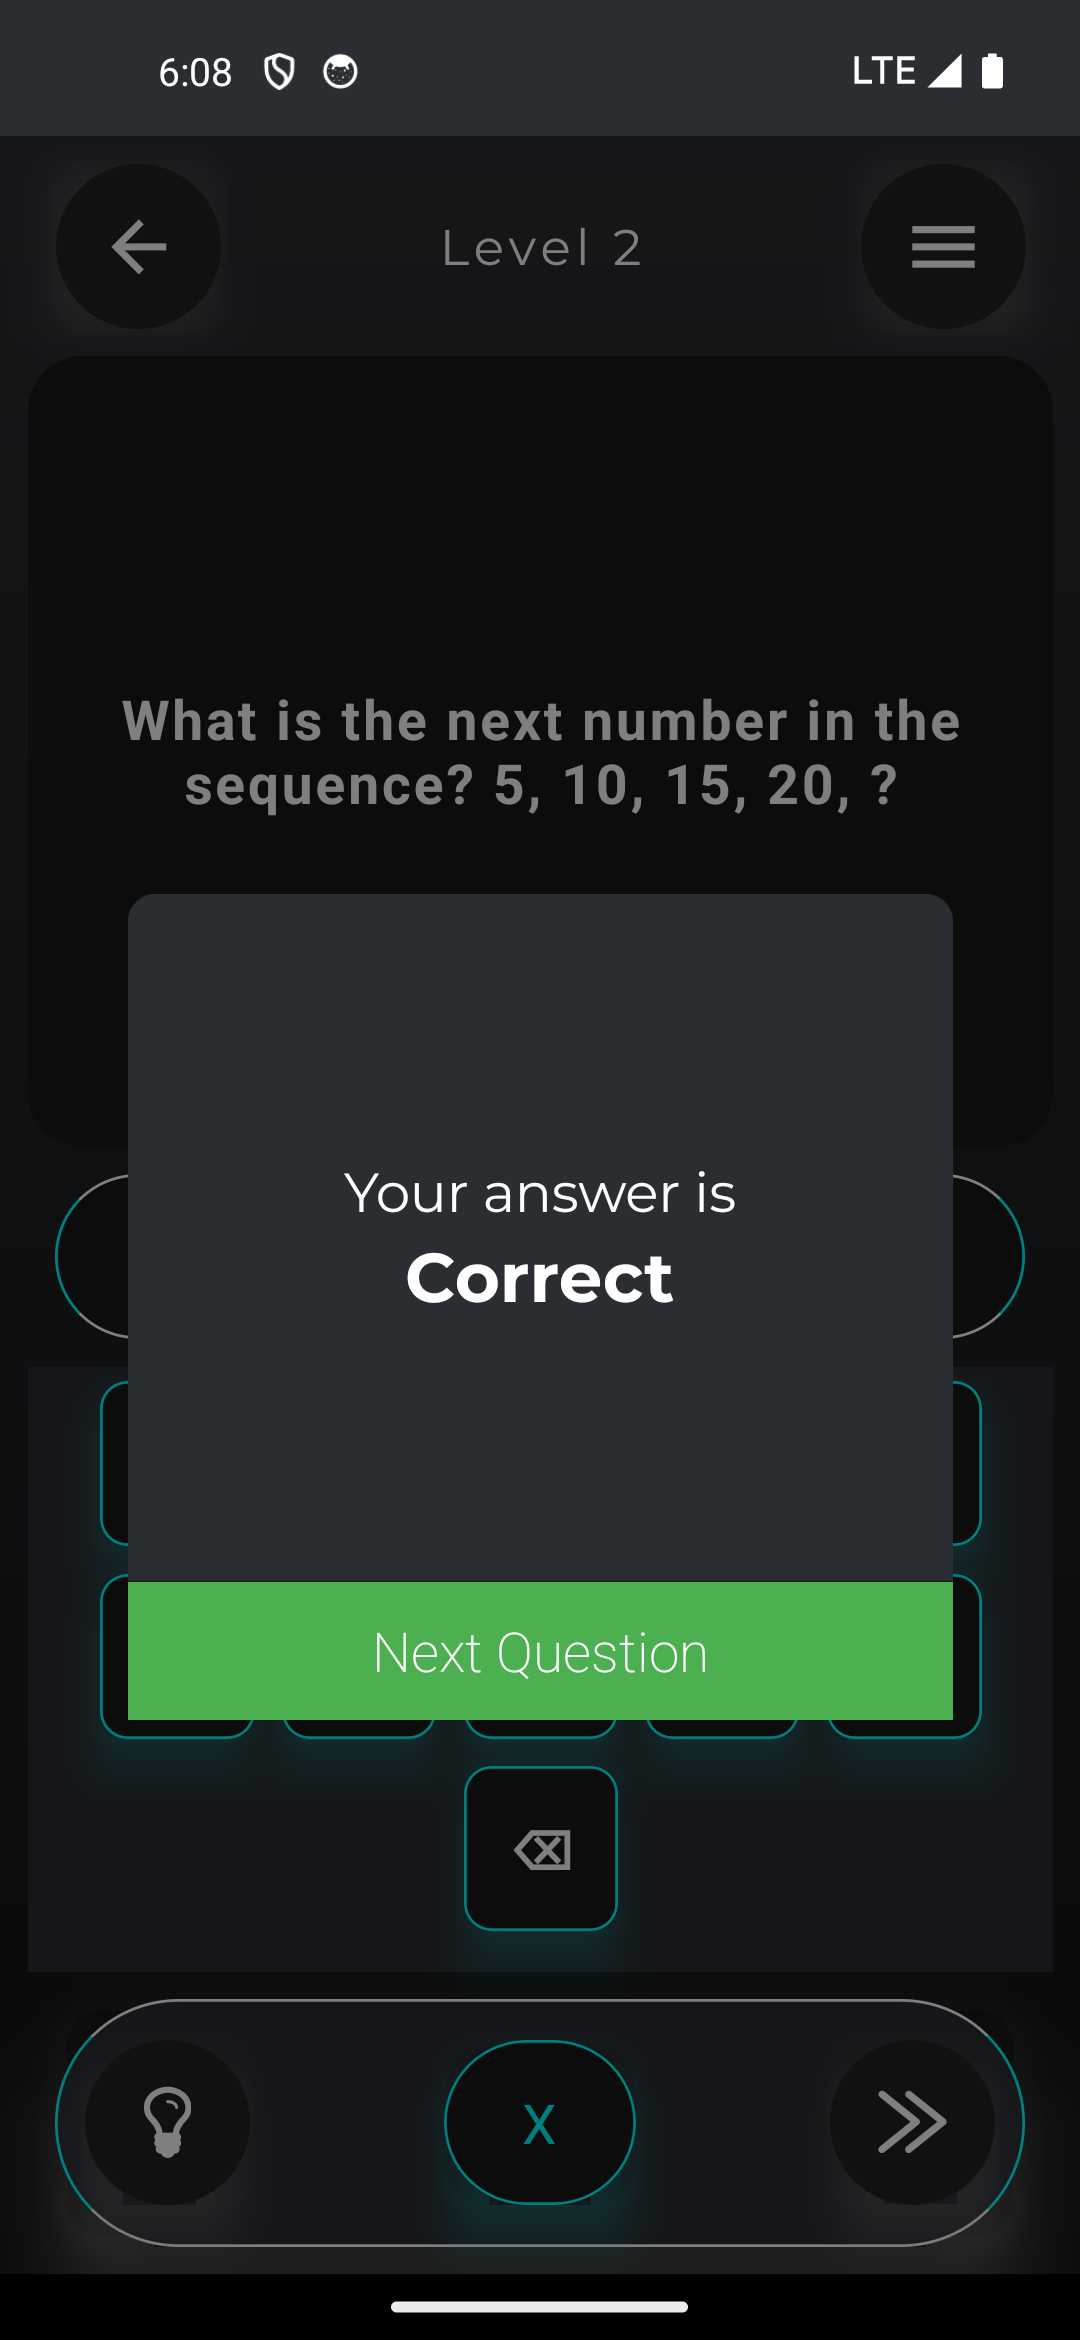 6:08
LTE
Level 2
What is the next number in the
sequence? 5, 10, 15, 20, ?
Your answer is
Correct
Next Question
X